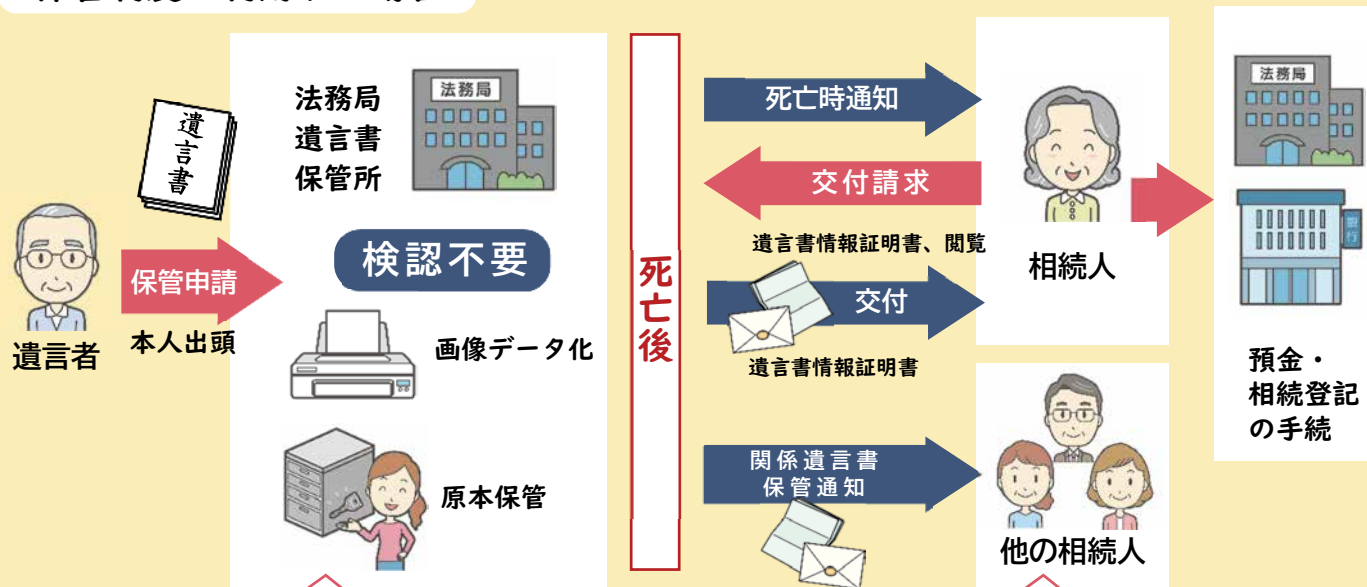 遺言書
法務局
遺言書
保管所
法務局
保管申請
本人出頭
遺言者
検認不要
画像データ化
原本保管
死亡後
死亡時通知
交付請求
遺言書情報証明書、閲覧
交付
遺言書情報証明書
関係遺言書
保管通知
相続人
他の相続人
法務局
銀行
預金・
相続登記
の手続